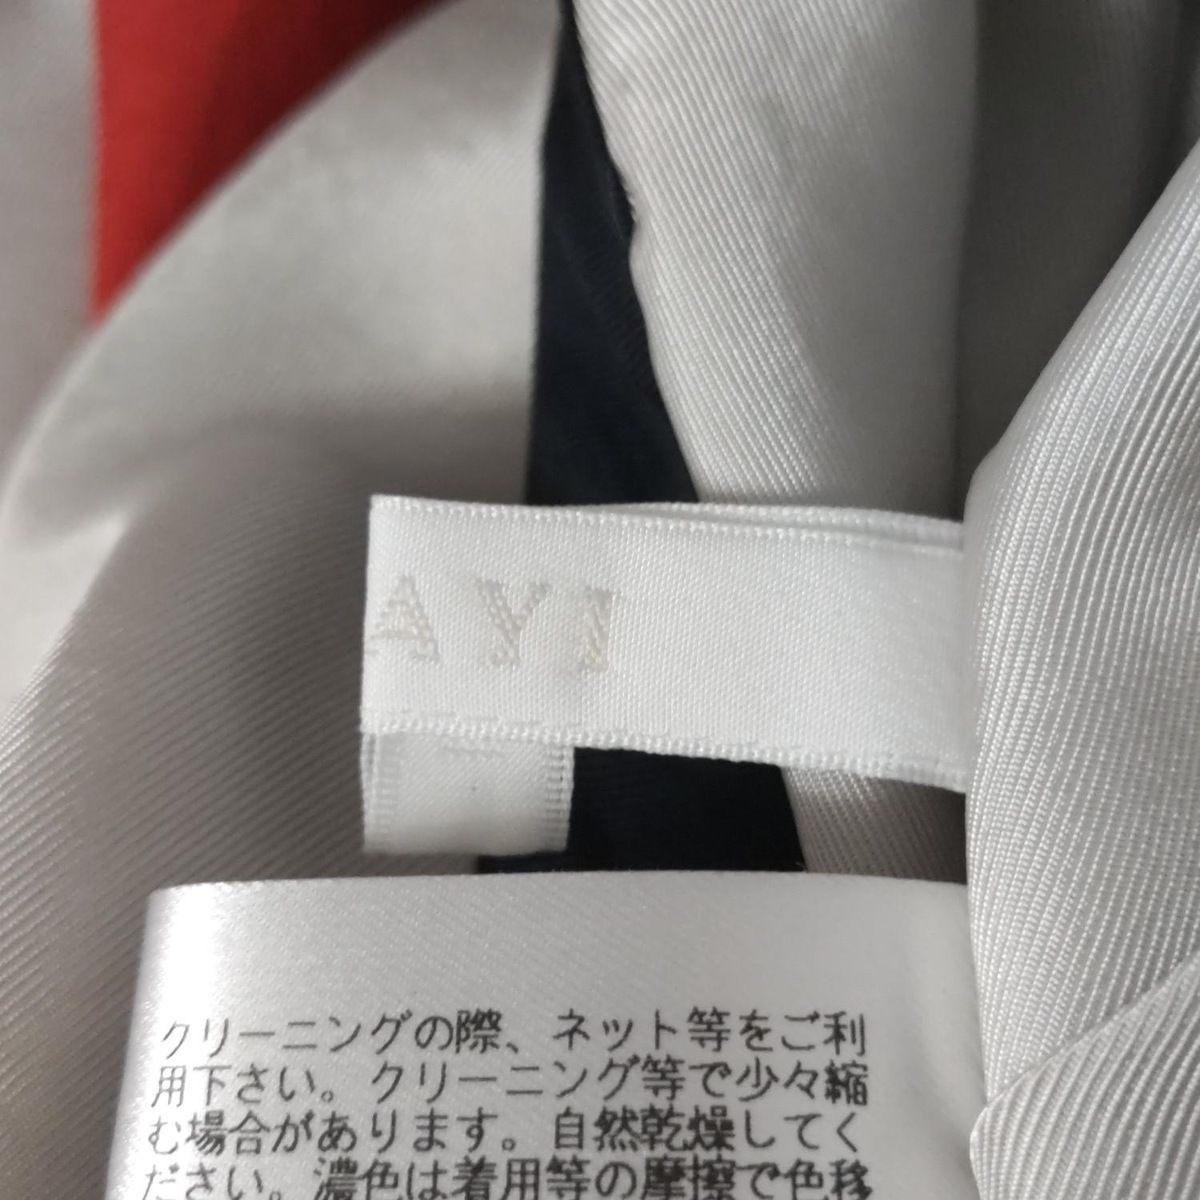 AYI
クリーニングの際、ネット等をご利
用下さい。クリーニング等で少々縮
む場合があります。自然乾燥してく
ださい。濃色は着用等の摩擦で色移